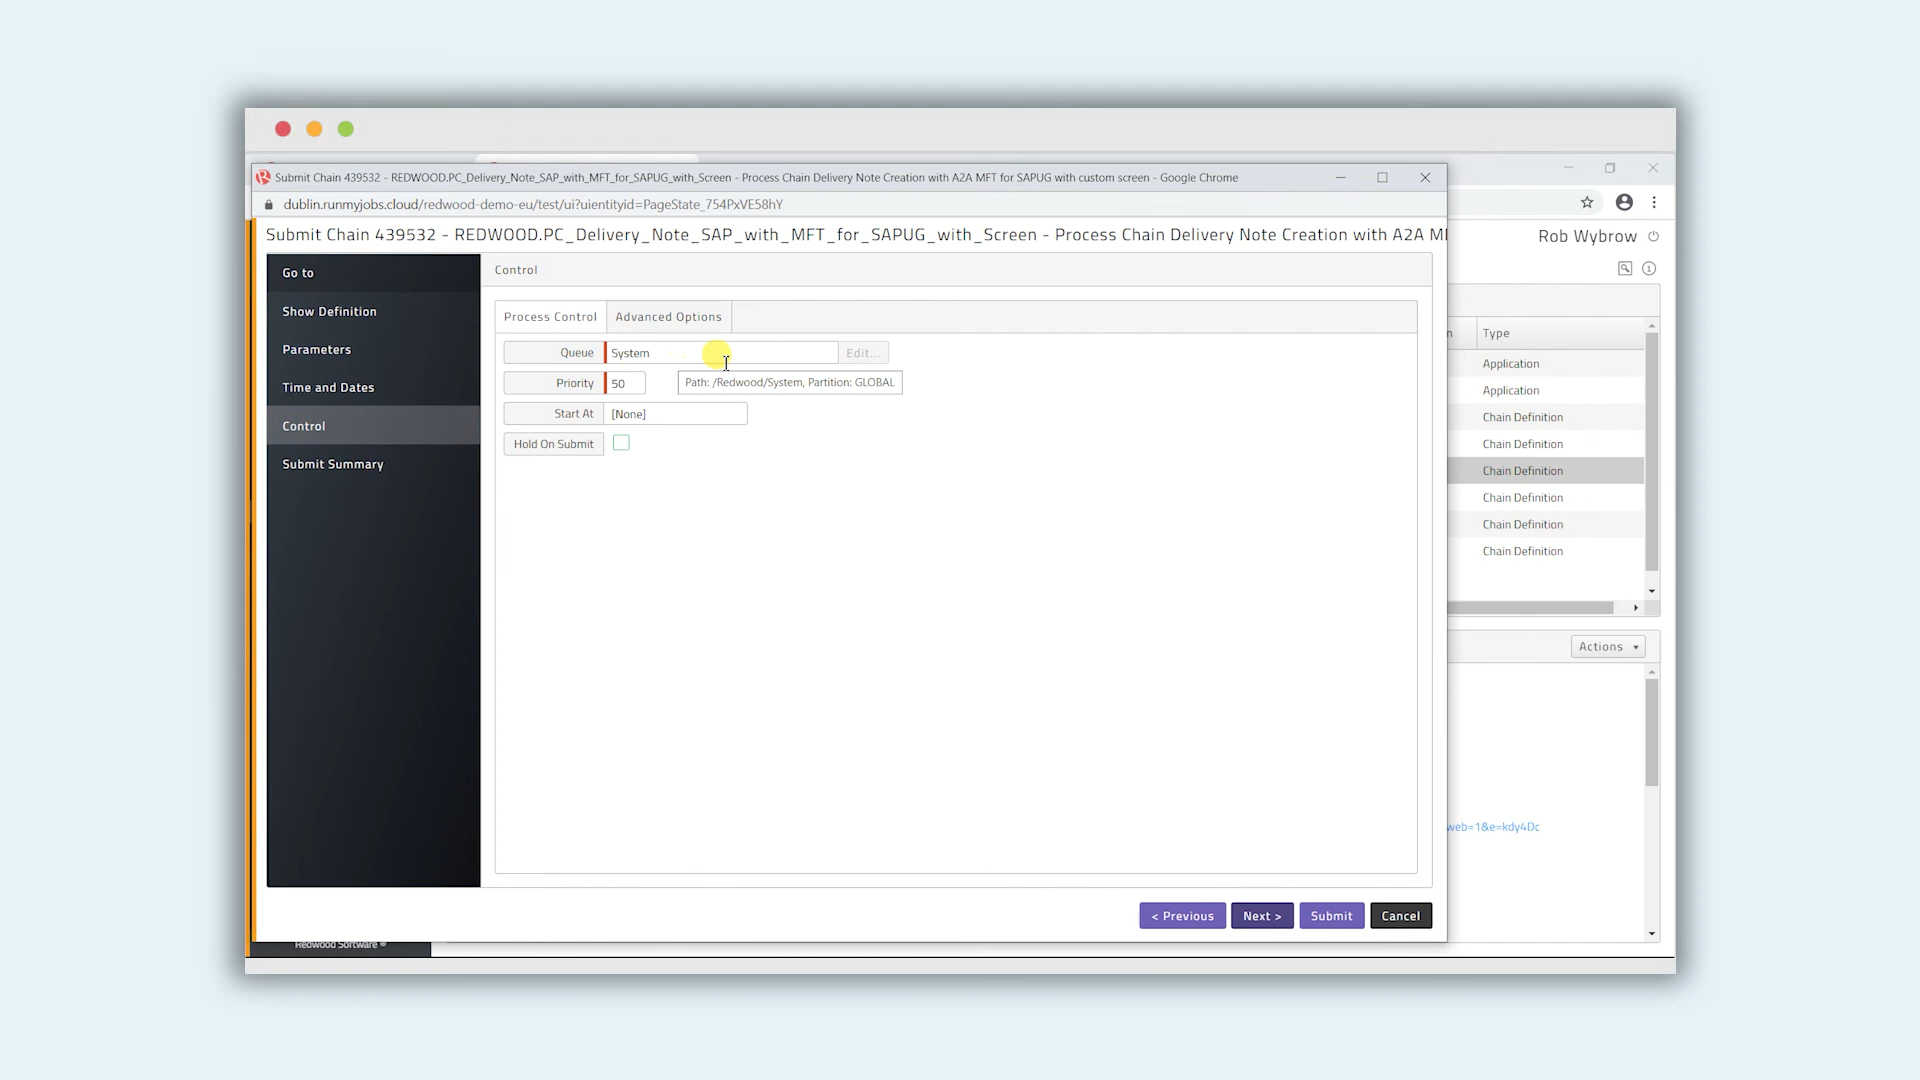 Submit Chain 439532 - REDWOOD.PC_Delivery_Note_SAP_with_MFT_for_SAPUG_with_Screen - Process Chain Delivery Note Creation with A2A MFT for SAPUG with custom screen - Google Chrome
dublin.runmyjobs.cloud/redwood-demo-eu/test/ui?uientityid=PageState_754PxVE58hY
Submit Chain 439532 - REDWOOD.PC_Delivery_Note_SAP_with_MFT_for_SAPUG_with_Screen - Process Chain Delivery Note Creation with A2A
Rob Wybrow
Go to
Show Definition
Parameters
Time and Dates
Control
Submit Summary
Control
Process Control
Advanced Options
Queue System Edit...
Priority 50
Path: /Redwood/System, Partition: GLOBAL
Start At [None]
Hold On Submit
< Previous
Next >
Submit
Cancel
n
Type
Application
Application
Chain Definition
Chain Definition
Chain Definition
Chain Definition
Chain Definition
Chain Definition
Actions
web=1&e=kdy4Dc
Redwood Software ®